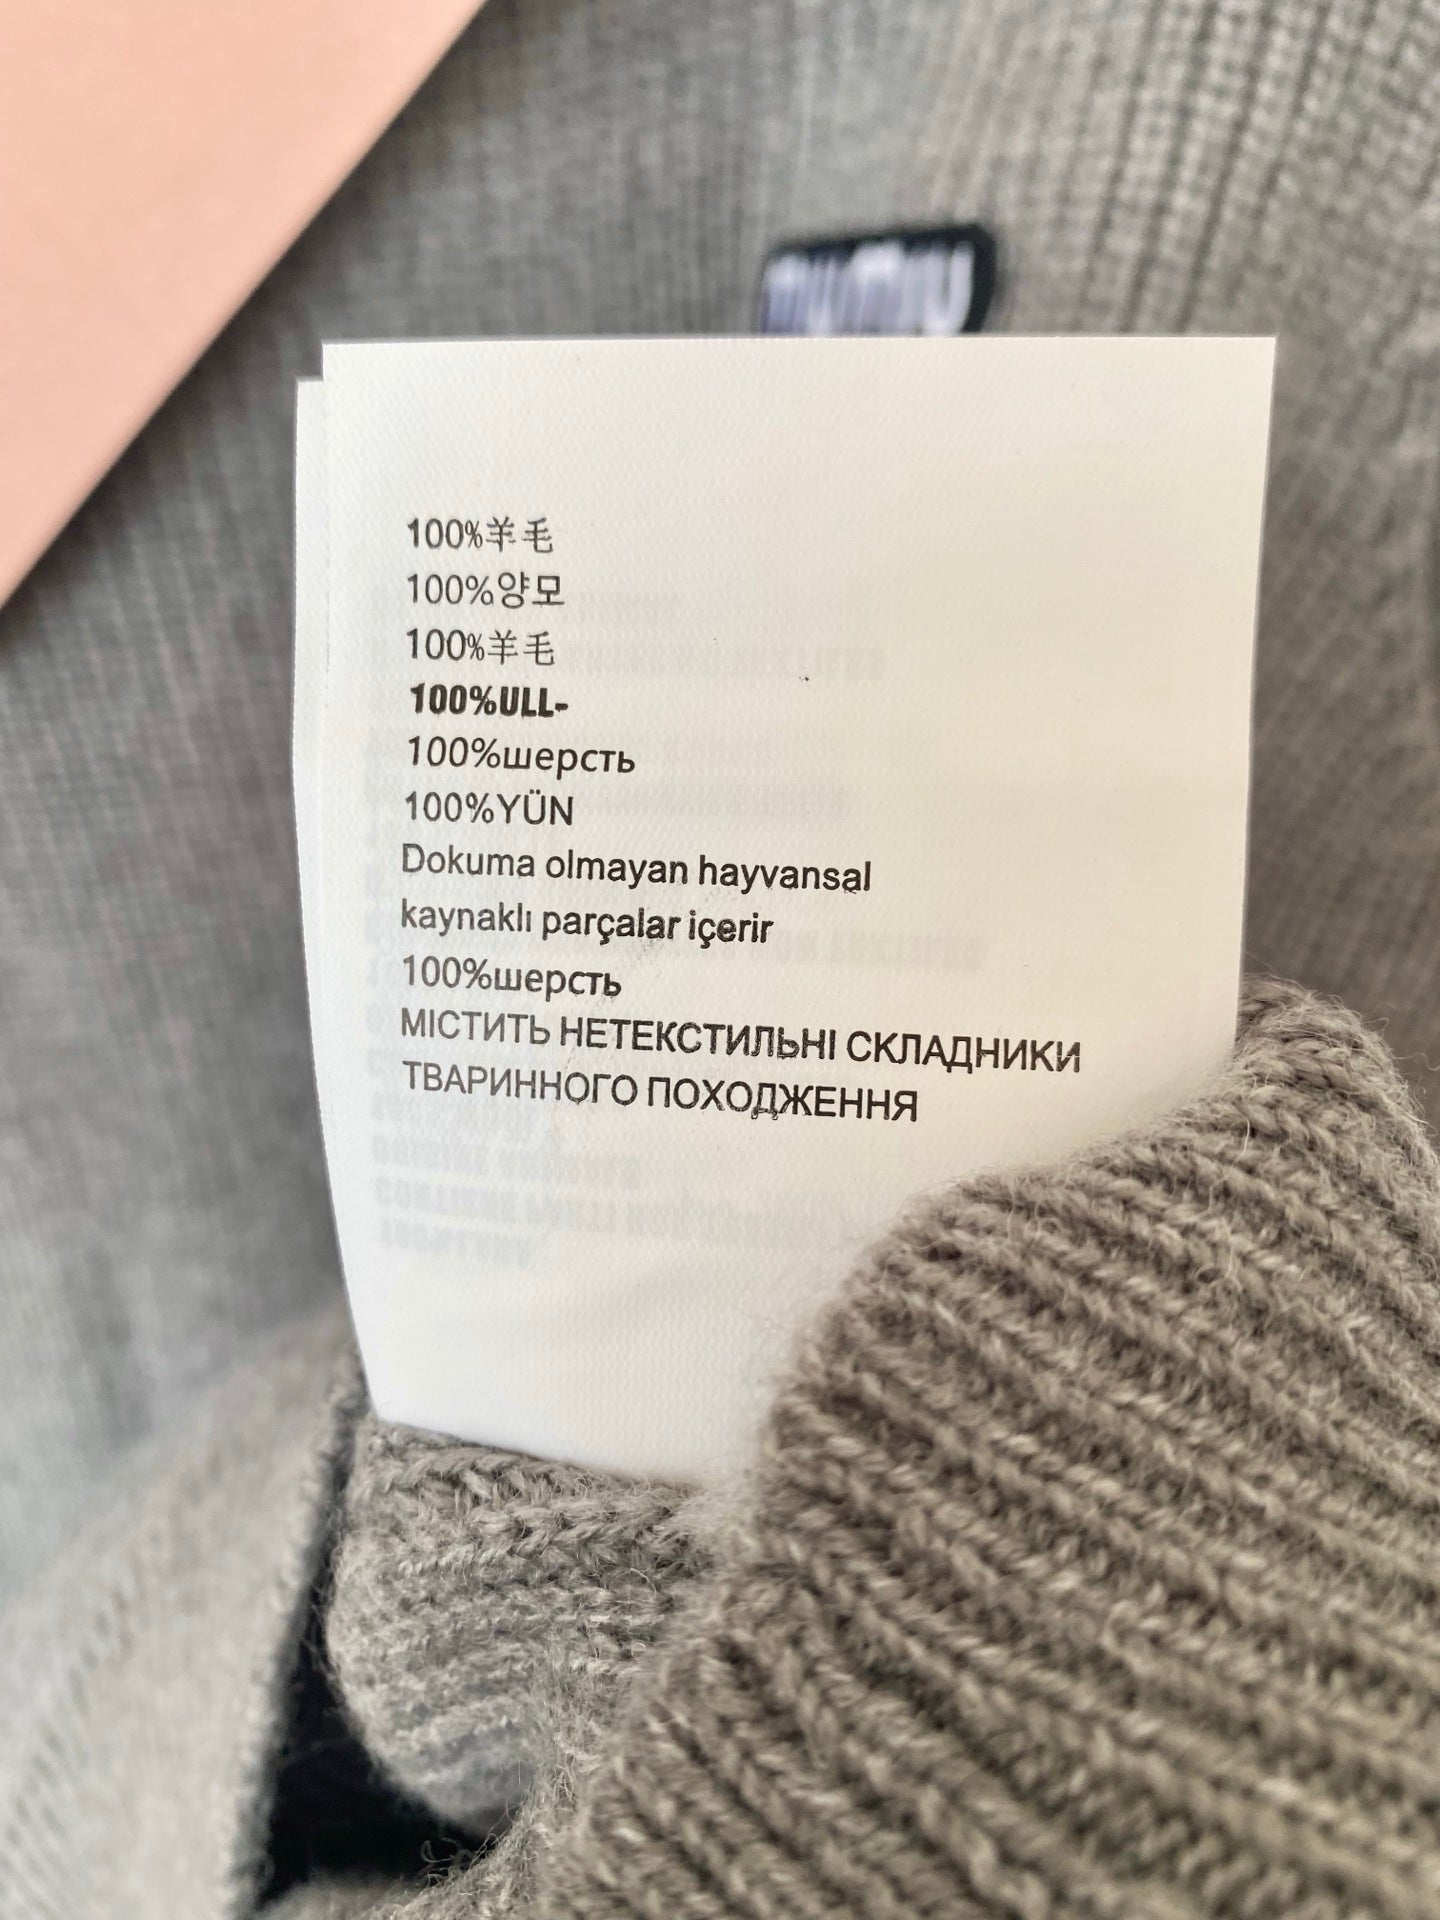 100%羊毛
100%양모
100%羊毛
100%ULL-
100%шерсть
100%YÜN
Dokuma olmayan hayvansal
kaynaklı parçalar içerir
100%шерсть
МІСТИТЬ НЕТЕКСТИЛЬНІ СКЛАДНИКИ
ТВАРИННОГО ПОХОДЖЕННЯ